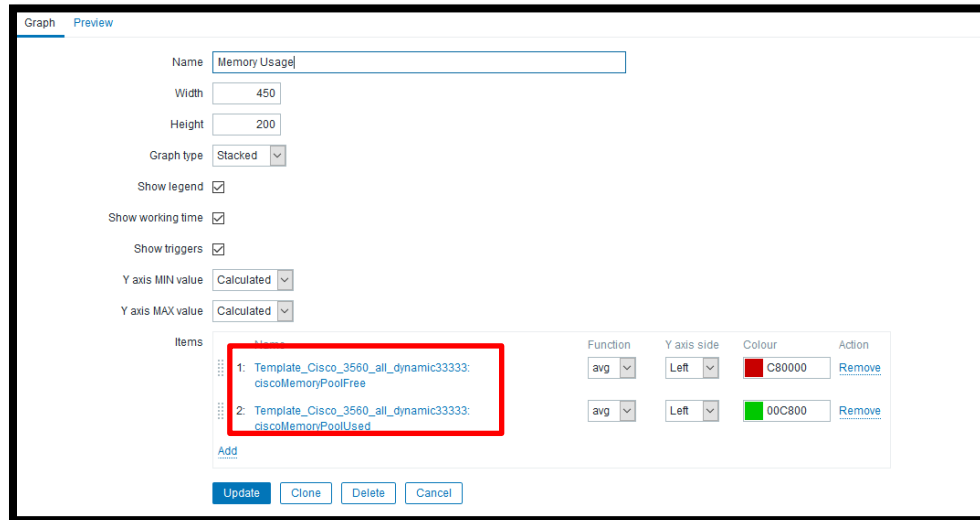 Graph Preview
Name Memory Usage
Width 450
Height 200
Graph type Stacked
Show legend
Show working time
Show triggers
Y axis MIN value Calculated
Y axis MAX value Calculated
Items Name Function Y axis side Colour Action
1: Template_Cisco_3560_all_dynamic33333: avg Left C80000 Remove
ciscoMemoryPoolFree
2: Template_Cisco_3560_all_dynamic33333: avg Left 00C800 Remove
ciscoMemoryPoolUsed
Add
Update Clone Delete Cancel